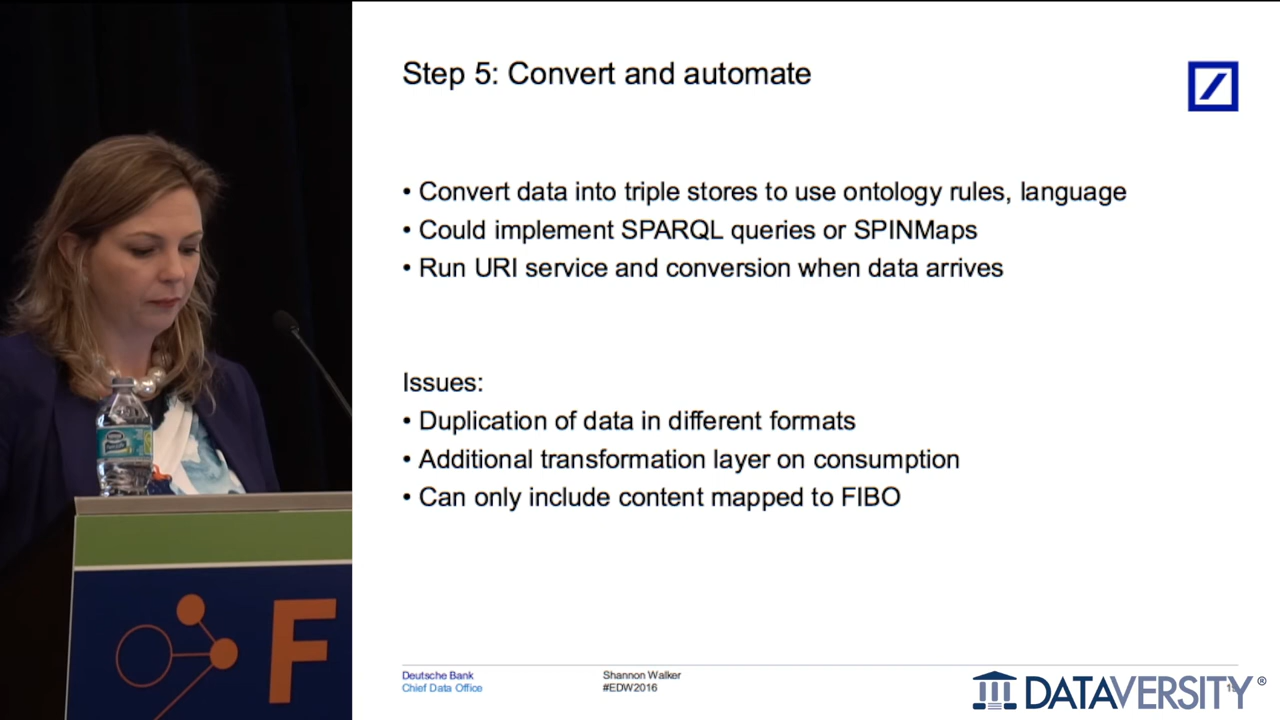 Step 5: Convert and automate
• Convert data into triple stores to use ontology rules, language
• Could implement SPARQL queries or SPINMaps
• Run URI service and conversion when data arrives
Issues:
• Duplication of data in different formats
• Additional transformation layer on consumption
• Can only include content mapped to FIBO
F
Deutsche Bank
Chief Data Office
Shannon Walker
#EDW2016
DATAVERSITY®